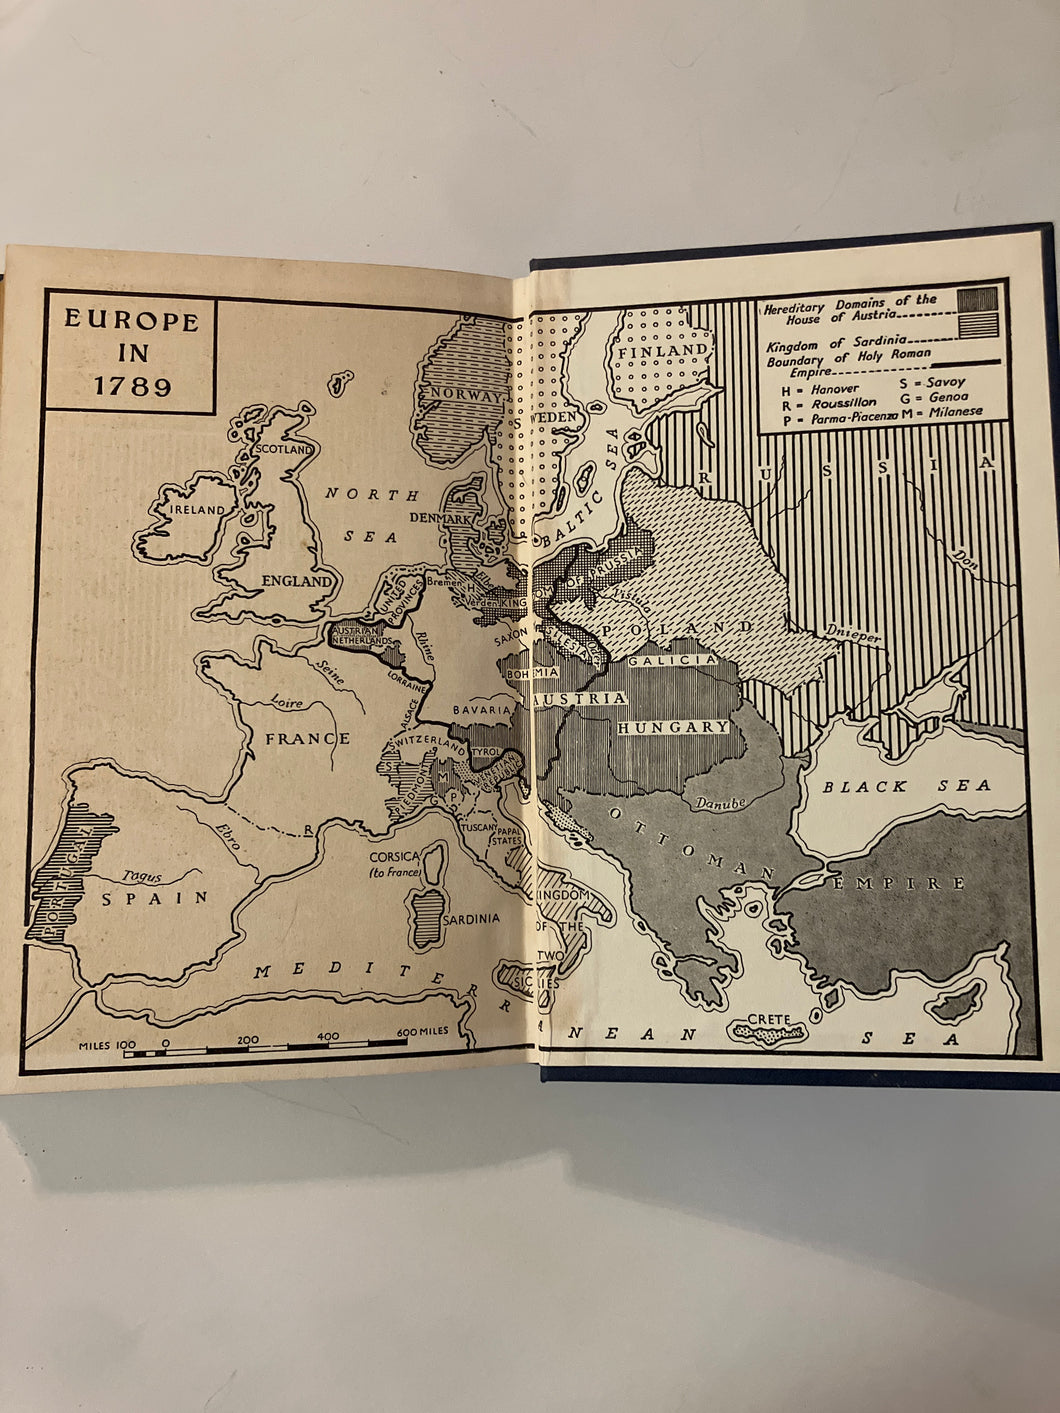 EUROPE
IN
1789
Hereditary Domains of the
House of Austria
Kingdom of Sardinia
Boundary of Holy Roman
Empire
H = Hanover
R = Roussillon
P = Parma-Piacenza
S = Savoy
G = Genoa
M = Milanese
NORWAY
SWEDEN
FINLAND
RUSSIA
SCOTLAND
IRELAND
ENGLAND
NORTH
SEA
DENMARK
BALTIC SEA
Don
Dnieper
UNITED
PROVINCES
Bremen
H
Verden
Elbe
KINGDOM OF PRUSSIA
Vistula
POLAND
SAXONY
SILESIA
Oder
AUSTRIAN
NETHERLANDS
Rhine
Seine
LORRAINE
ALSACE
Loire
FRANCE
BOHEMIA
BAVARIA
AUSTRIA
GALICIA
HUNGARY
SWITZERLAND
TYROL
S
PIEDMONT
M
VENETIAN
REPUBLIC
G
P
TUSCANY
PAPAL
STATES
Danube
BLACK SEA
OTTOMAN EMPIRE
R
Ebro
Tagus
SPAIN
PORTUGAL
CORSICA
(to France)
SARDINIA
KINGDOM
OF THE
TWO
SICILIES
CRETE
MEDITERRANEAN SEA
MILES 100 0 200 400 600 MILES